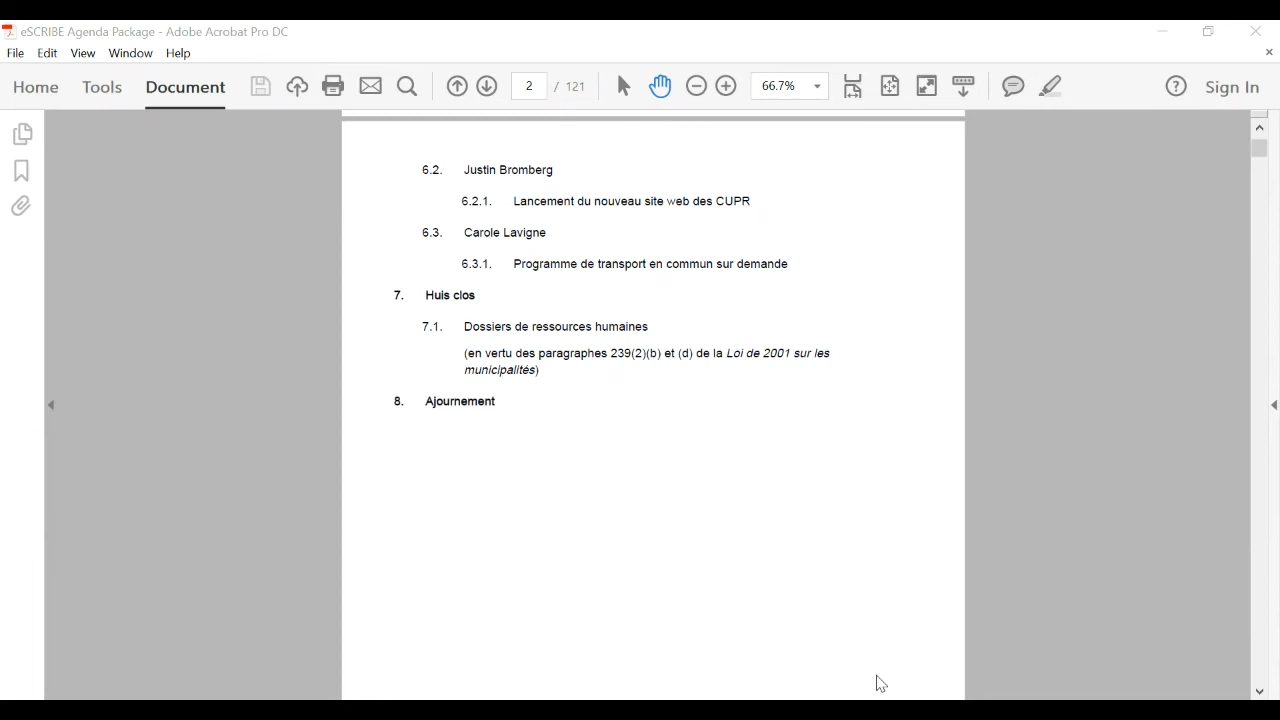 eSCRIBE Agenda Package - Adobe Acrobat Pro DC
File Edit View Window Help
Home Tools Document 2 / 121 66.7% Sign In
6.2. Justin Bromberg
6.2.1. Lancement du nouveau site web des CUPR
6.3. Carole Lavigne
6.3.1. Programme de transport en commun sur demande
7. Huis clos
7.1. Dossiers de ressources humaines
(en vertu des paragraphes 239(2)(b) et (d) de la Loi de 2001 sur les
municipalités)
8. Ajournement